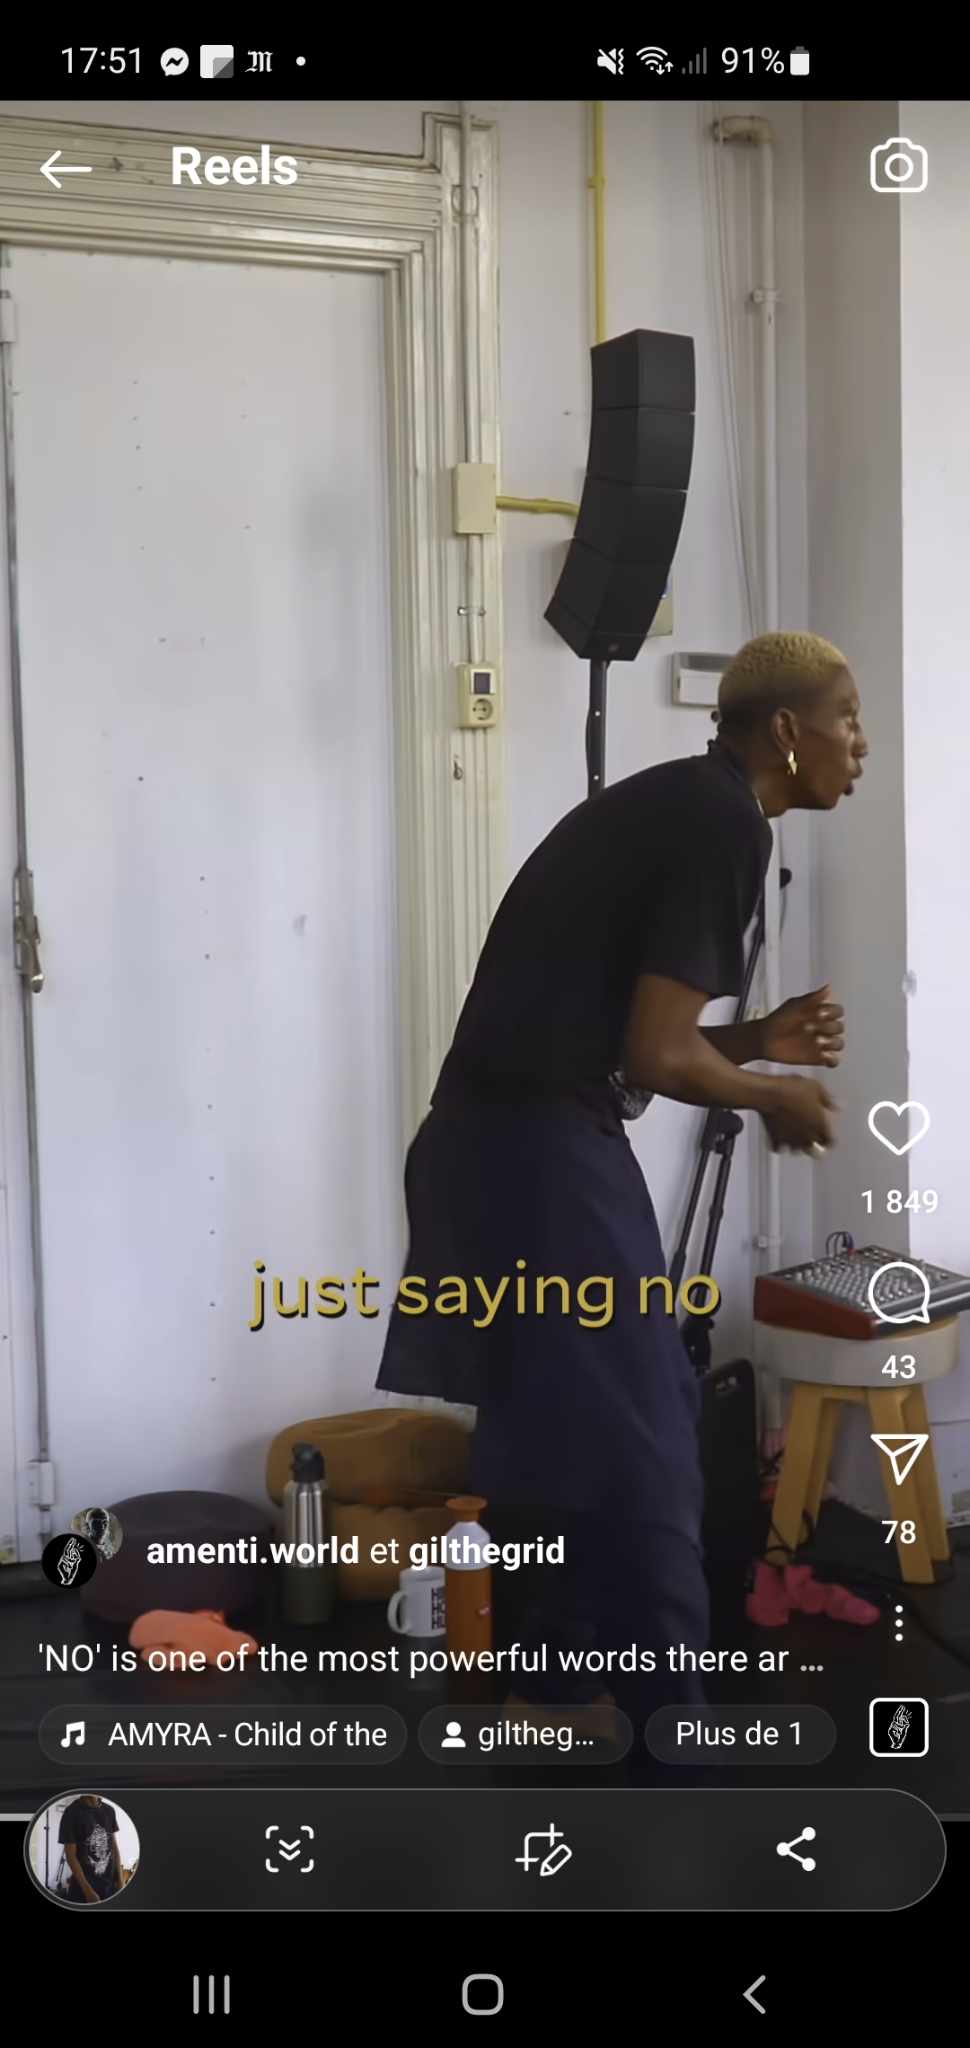 17:51 91%
Reels
1 849
just saying no
43
78
amenti.world et gilthegrid
'NO' is one of the most powerful words there ar ...
AMYRA - Child of the giltheg... Plus de 1